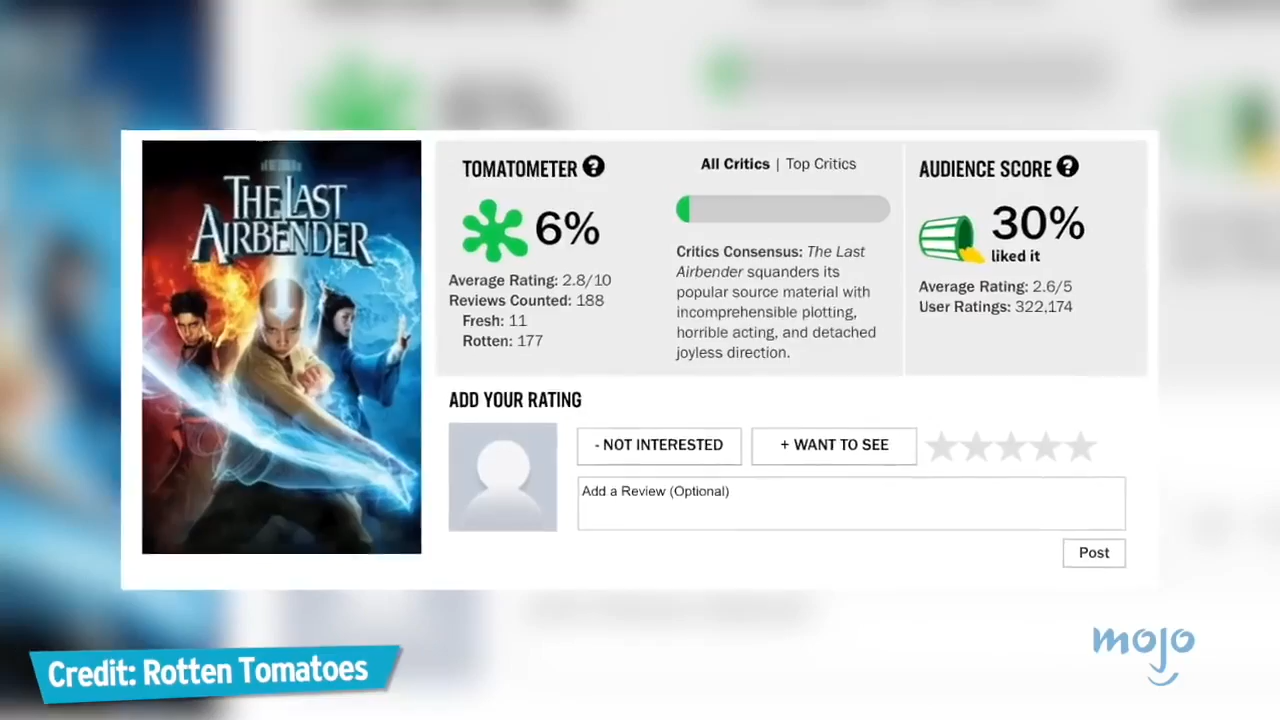 THE LAST
AIRBENDER
TOMATOMETER ?
6%
Average Rating: 2.8/10
Reviews Counted: 188
Fresh: 11
Rotten: 177
All Critics | Top Critics
Critics Consensus: The Last
Airbender squanders its
popular source material with
incomprehensible plotting,
horrible acting, and detached
joyless direction.
AUDIENCE SCORE ?
30%
liked it
Average Rating: 2.6/5
User Ratings: 322,174
ADD YOUR RATING
- NOT INTERESTED
+ WANT TO SEE
Add a Review (Optional)
Post
Credit: Rotten Tomatoes
mojo